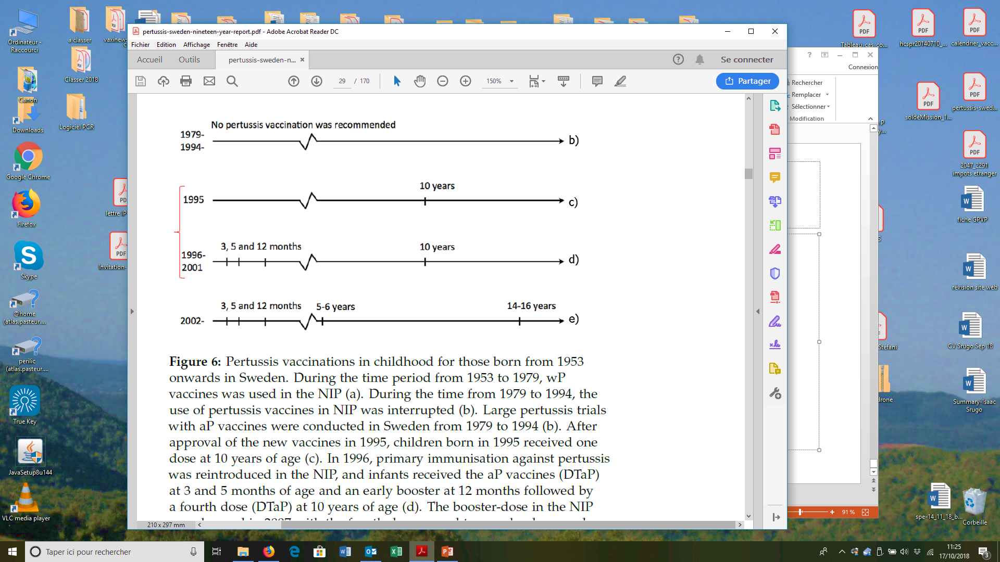 pertussis-sweden-nineteen-year-report.pdf - Adobe Acrobat Reader DC
Fichier Edition Affichage Fenêtre Aide
Accueil Outils pertussis-sweden-n... Se connecter
29 / 170 150% Partager
No pertussis vaccination was recommended
1979-
1994-
b)
10 years
1995
c)
3, 5 and 12 months 10 years
1996-
2001
d)
3, 5 and 12 months 5-6 years 14-16 years
2002-
e)
Figure 6: Pertussis vaccinations in childhood for those born from 1953
onwards in Sweden. During the time period from 1953 to 1979, wP
vaccines was used in the NIP (a). During the time from 1979 to 1994, the
use of pertussis vaccines in NIP was interrupted (b). Large pertussis trials
with aP vaccines were conducted in Sweden from 1979 to 1994 (b). After
approval of the new vaccines in 1995, children born in 1995 received one
dose at 10 years of age (c). In 1996, primary immunisation against pertussis
was reintroduced in the NIP, and infants received the aP vaccines (DTaP)
at 3 and 5 months of age and an early booster at 12 months followed by
a fourth dose (DTaP) at 10 years of age (d). The booster-dose in the NIP
210 x 297 mm
Ordinateur -
Raccourci
a classer
vaxinews
Classer 2018
Canon
Downloads
Logiciel PCR
Google Chrome
lettre IP
Firefox
Invitation-
Skype
@home
(atlas.pasteur....
perilic
(atlas.pasteur....
True Key
JavaSetup8u144
VLC media player
Connexion
Rechercher
Remplacer
Sélectionner
Modification
91 %
Tableau_cas_co...
hcspr20140710_...
calendrier_vacc...
soldeMission_1...
pertussis-swed...
2047_2291
impots etranger
fiche GPVP
révision site web
Stefani
CV Srugo Sep 18
drone
Summary-Isaac
Srugo
spe-14_11_18_b...
Corbeille
Taper ici pour rechercher
11:25
17/10/2018
3